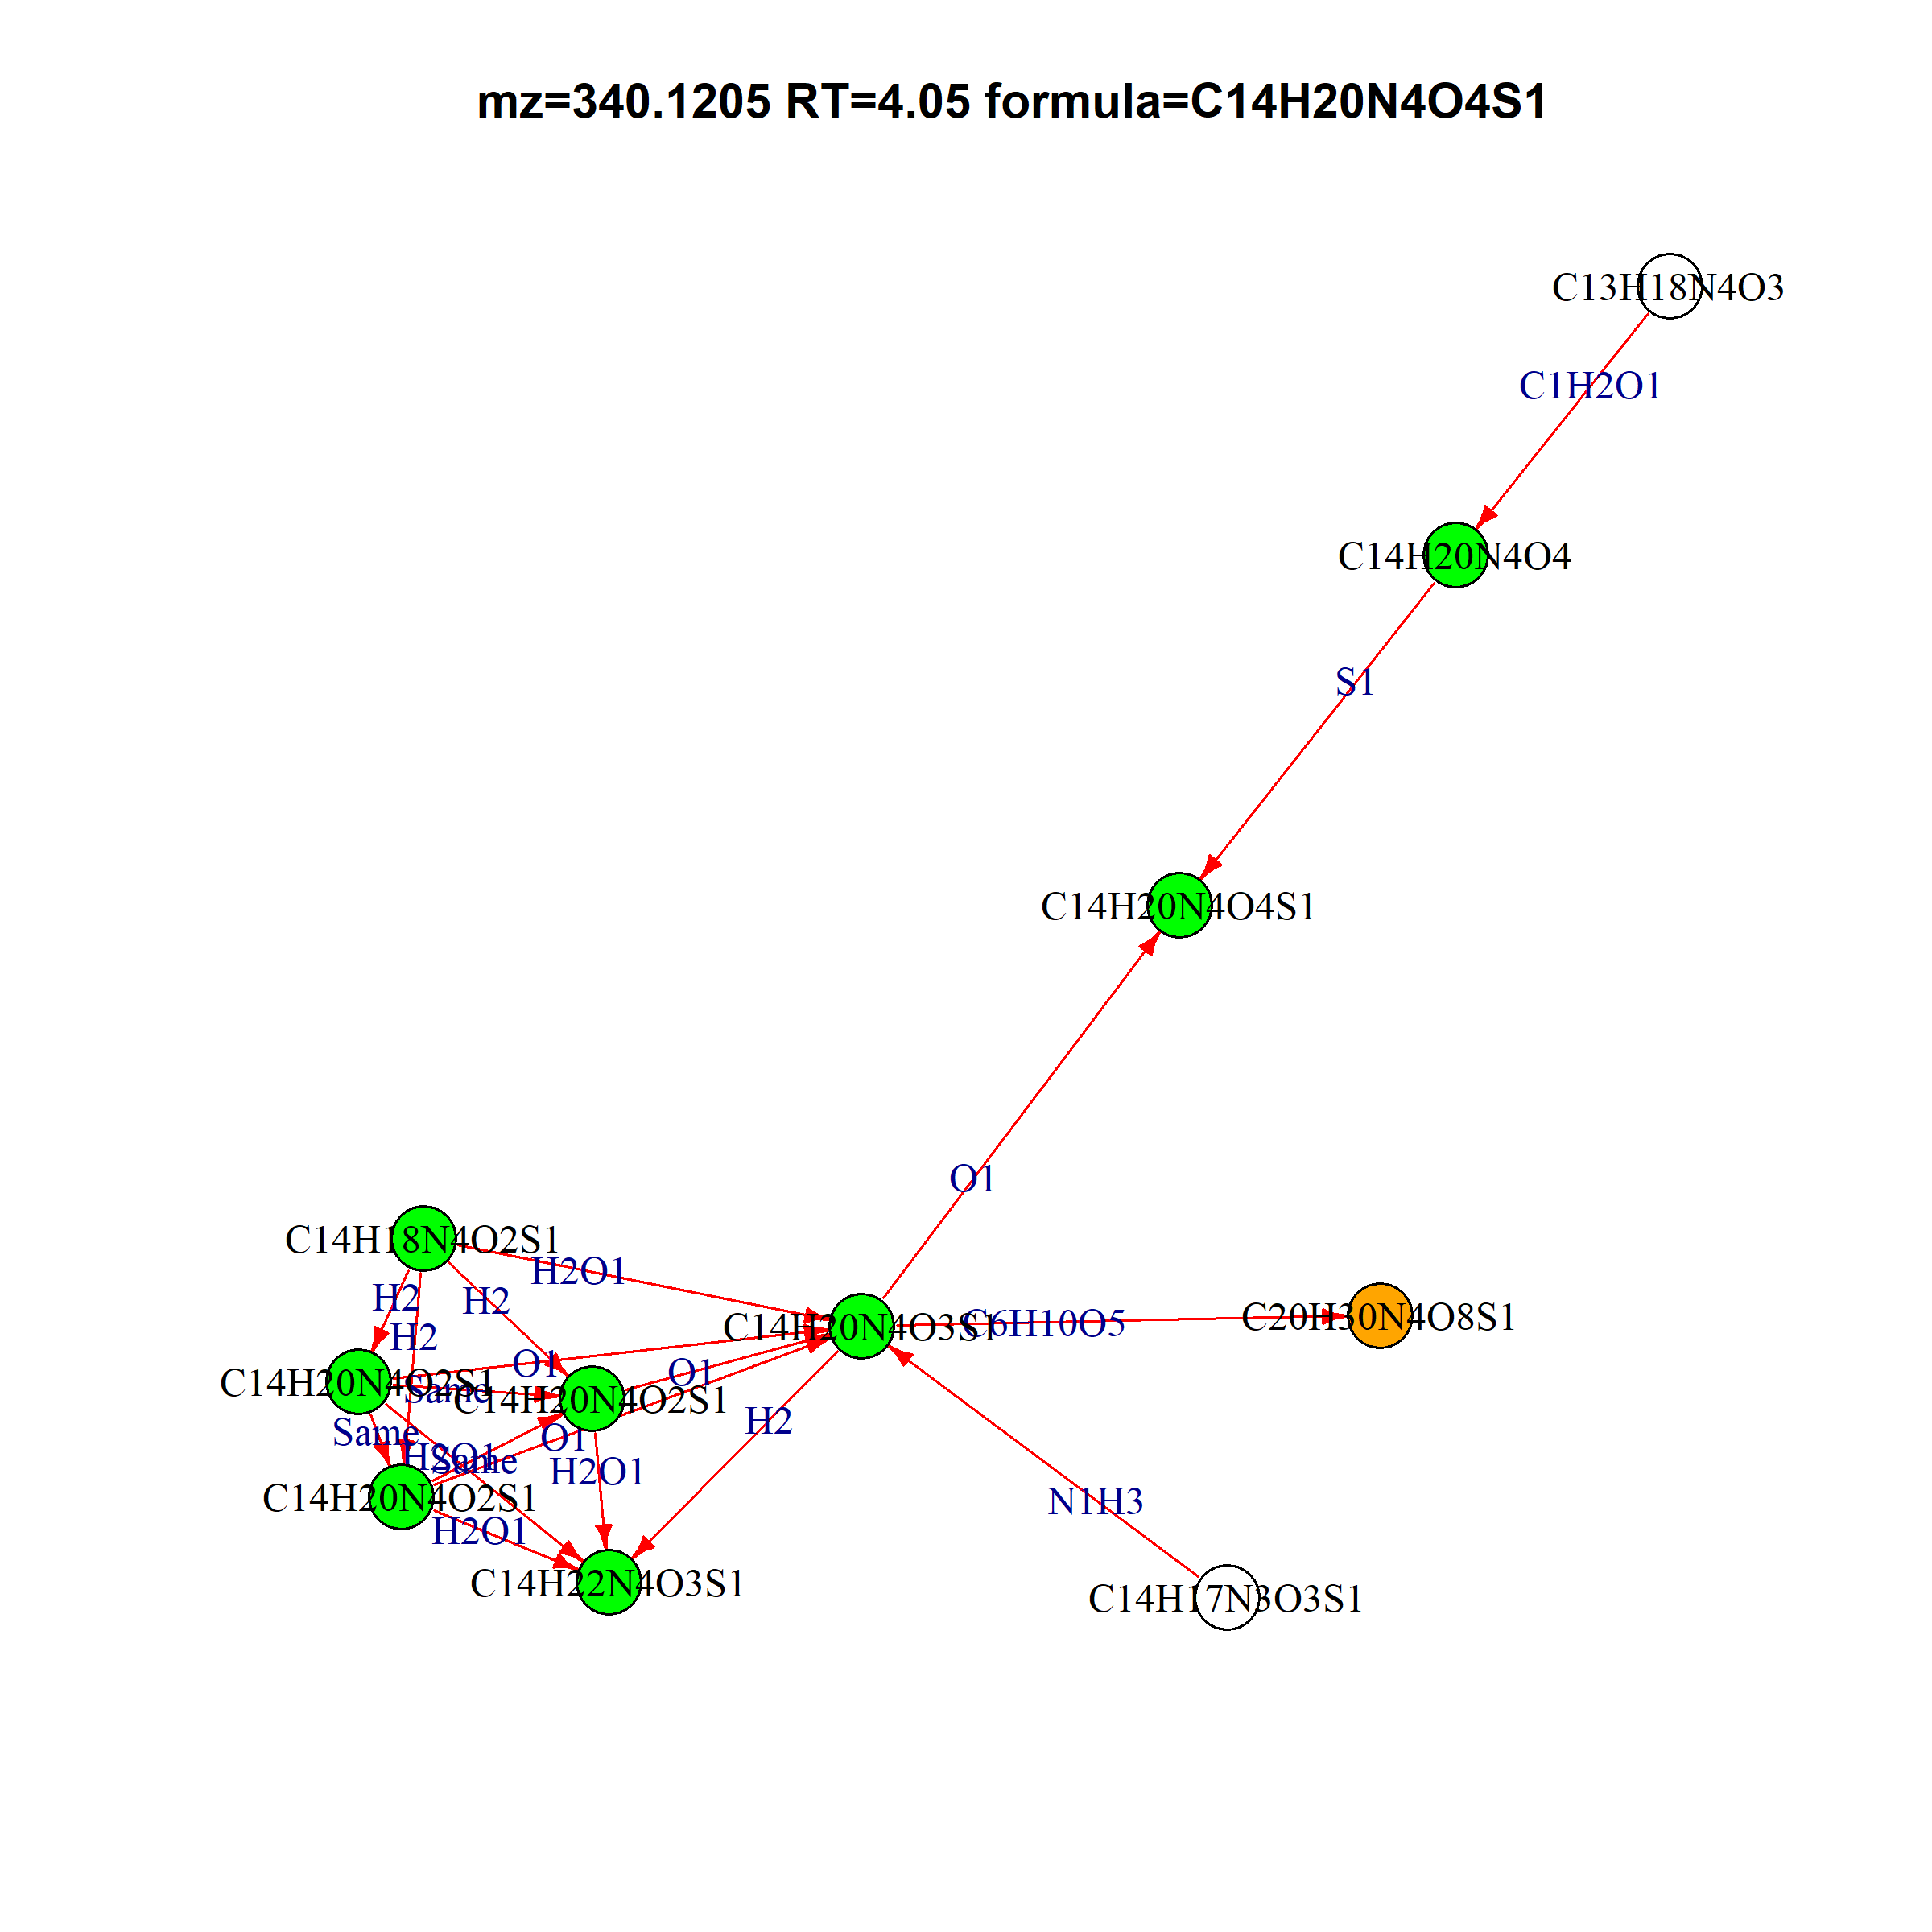 mz=340.1205 RT=4.05 formula=C14H20N4O4S1
C13H18N4O3
C1H2O1
C14H20N4O4
S1
C14H20N4O4S1
O1
C14H18N4O2S1
H2O1
H2
H2
C6H10O5
C20H30N4O8S1
C14H20N4O3S1
H2
O1
O1
C14H20N4O2S1
Same
C14H20N4O2S1
H2
Same
O1
H2O1
Same
H2O1
C14H20N4O2S1
N1H3
H2O1
C14H22N4O3S1
C14H17N3O3S1